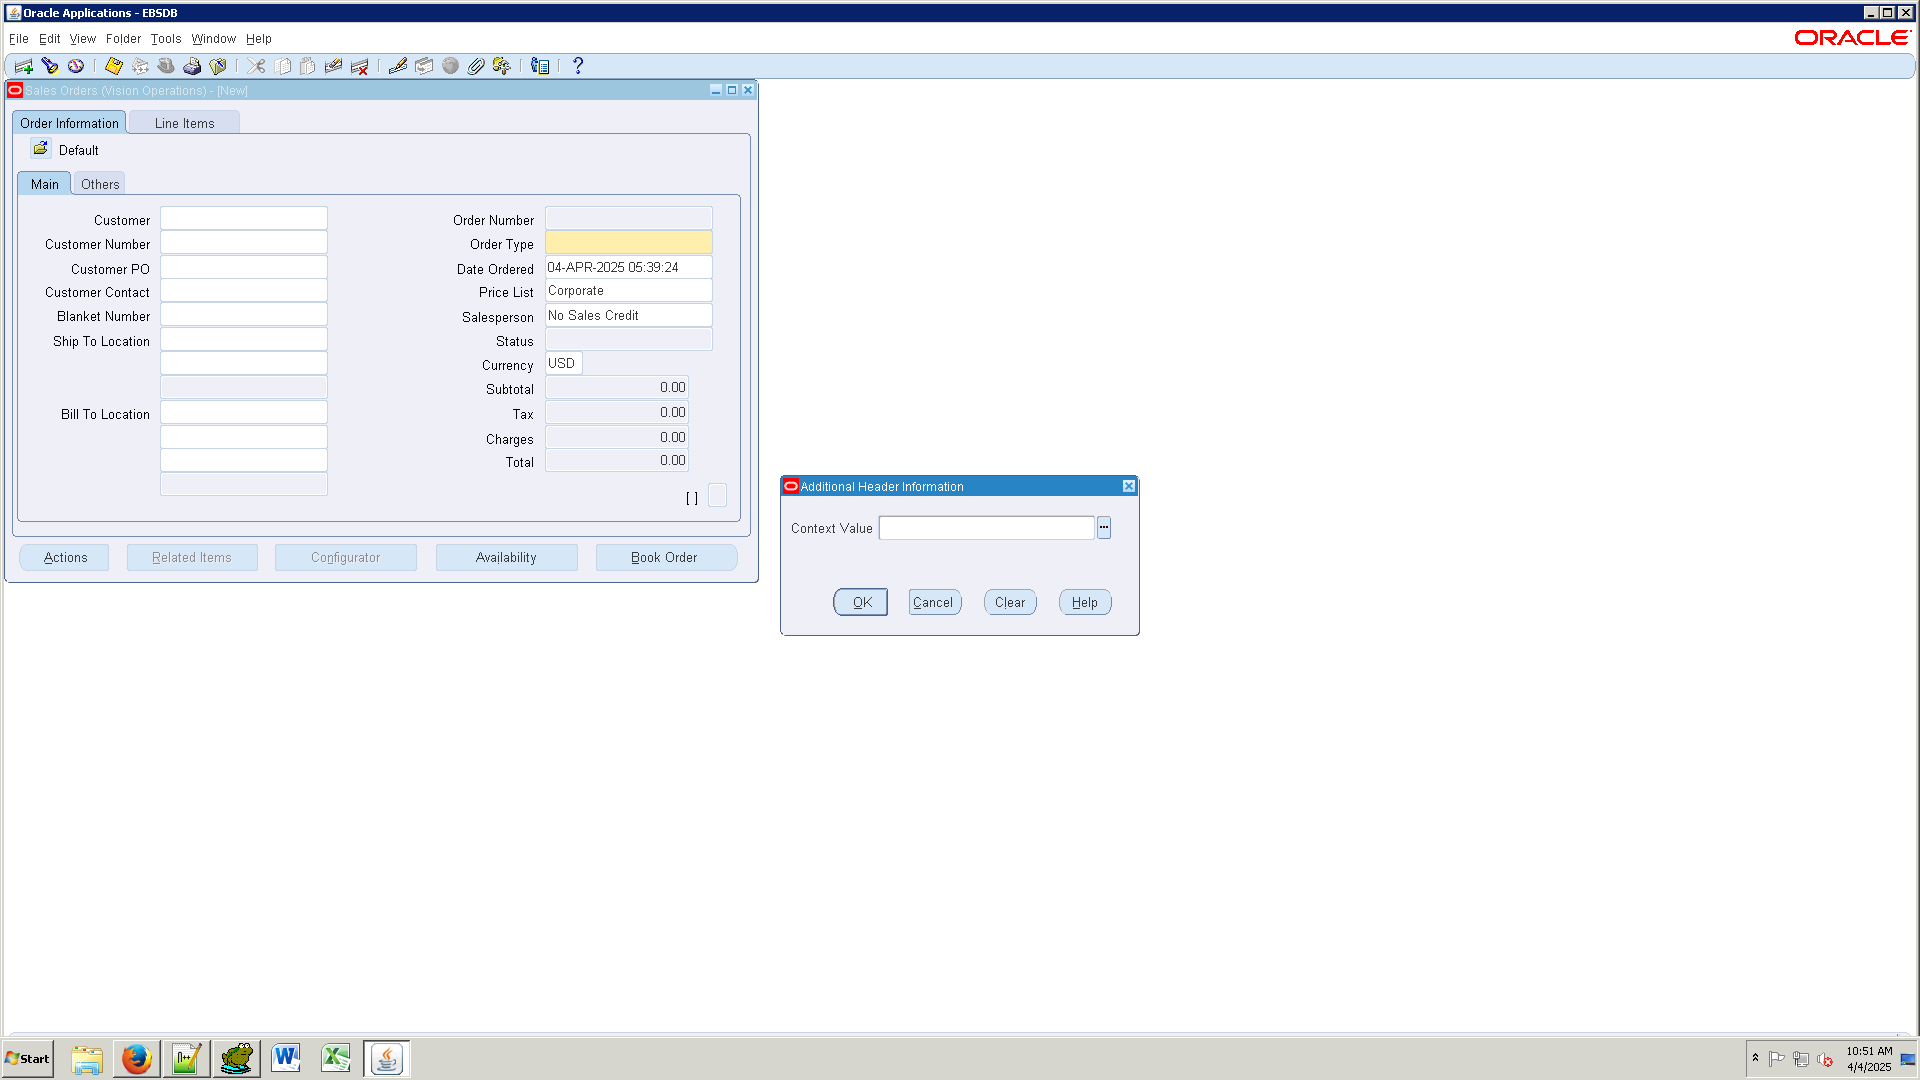 Oracle Applications - EBSDB
File Edit View Folder Tools Window Help
ORACLE
Sales Orders (Vision Operations) - [New]
Order Information Line Items
Default
Main Others
Customer Order Number
Customer Number Order Type
Customer PO Date Ordered 04-APR-2025 05:39:24
Customer Contact Price List Corporate
Blanket Number Salesperson No Sales Credit
Ship To Location Status
Currency USD
Subtotal 0.00
Bill To Location Tax 0.00
Charges 0.00
Total 0.00
[ ]
Actions Related Items Configurator Availability Book Order
Additional Header Information
Context Value ...
OK Cancel Clear Help
Start
10:51 AM
4/4/2025